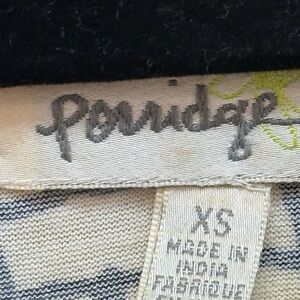 Porridge
XS
MADE IN
INDIA
FABRIQUE